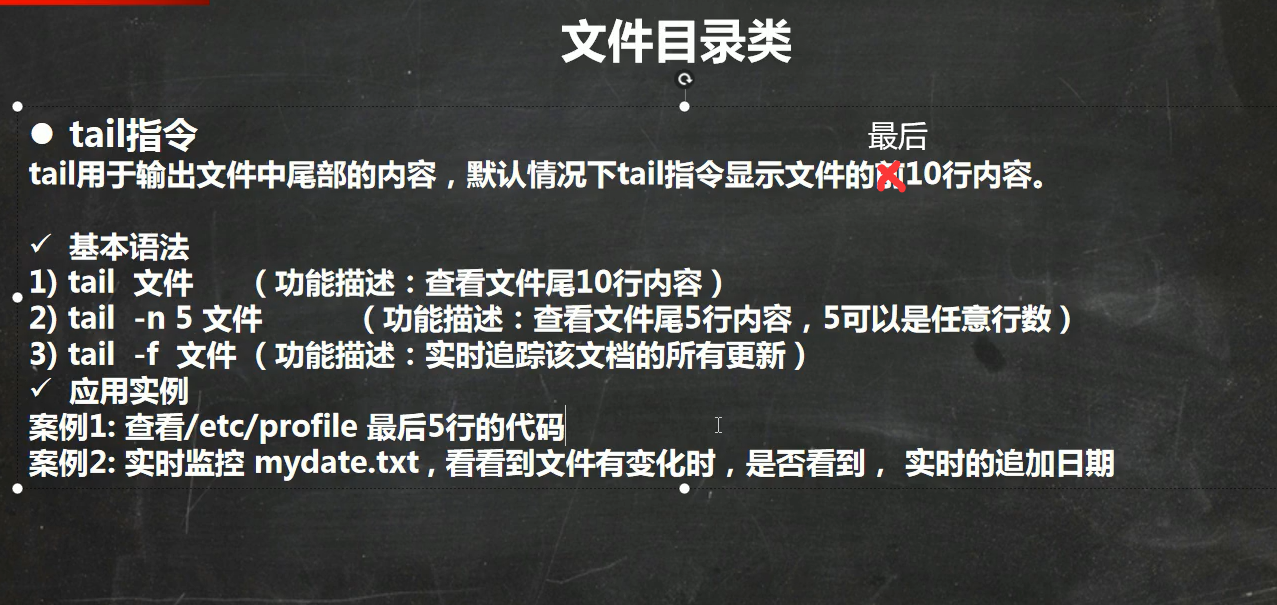 文件目录类
● tail指令
最后
tail用于输出文件中尾部的内容，默认情况下tail指令显示文件的前10行内容。
✓ 基本语法
1) tail 文件 （功能描述：查看文件尾10行内容）
2) tail -n 5 文件 （功能描述：查看文件尾5行内容，5可以是任意行数）
3) tail -f 文件（功能描述：实时追踪该文档的所有更新）
✓ 应用实例
案例1: 查看/etc/profile 最后5行的代码
案例2: 实时监控 mydate.txt , 看看到文件有变化时，是否看到， 实时的追加日期